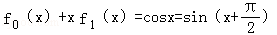 f₀（x）+x f₁（x）=cosx=sin（x+π/2）